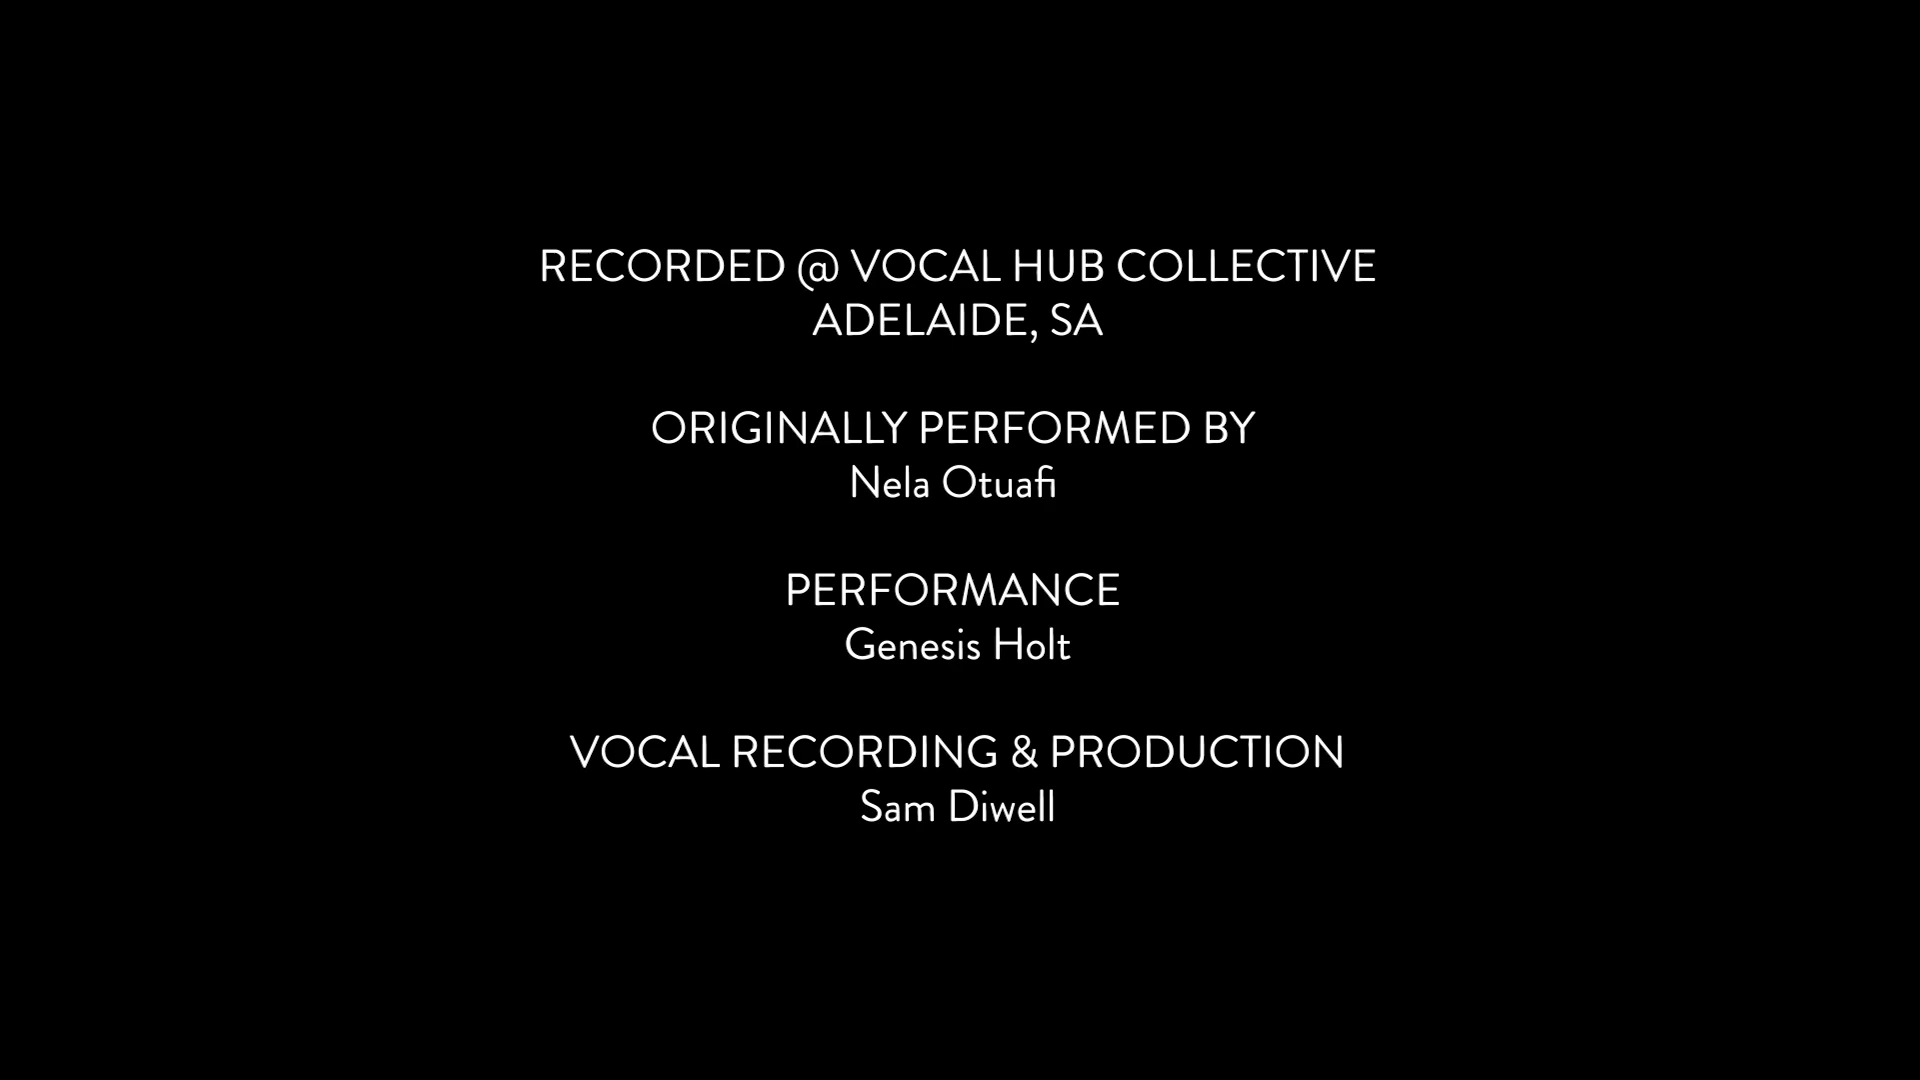 RECORDED @ VOCAL HUB COLLECTIVE
ADELAIDE, SA
ORIGINALLY PERFORMED BY
Nela Otuafi
PERFORMANCE
Genesis Holt
VOCAL RECORDING & PRODUCTION
Sam Diwell